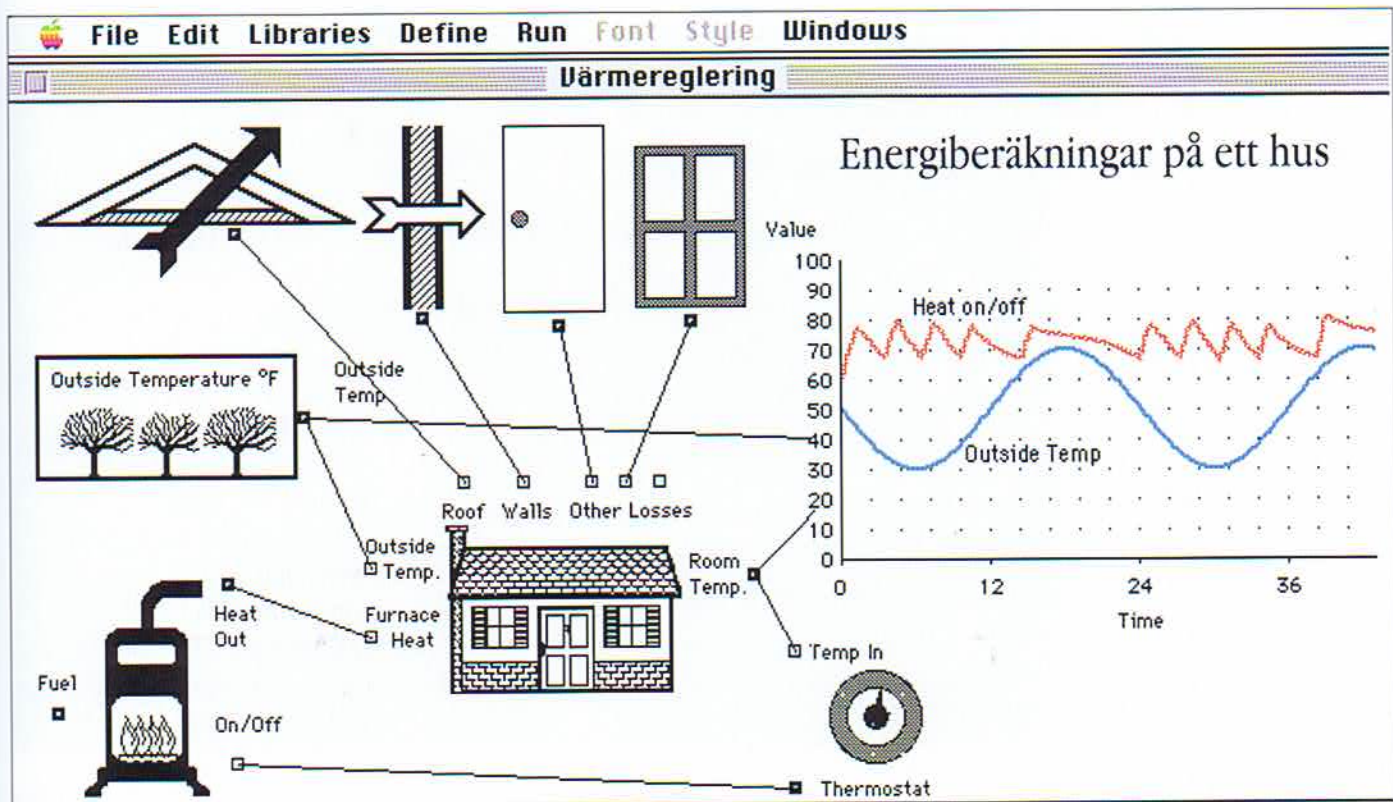 File Edit Libraries Define Run Font Style Windows
Värmereglering
Energiberäkningar på ett hus
Value
100
90
80
70
60
50
40
30
20
10
0
Heat on/off
Outside Temp
0 12 24 36
Time
Outside Temperature °F
Outside
Temp
Roof Walls Other Losses
Outside
Temp.
Room
Temp.
Heat
Out
Furnace
Heat
Temp In
Fuel
On/Off
Thermostat